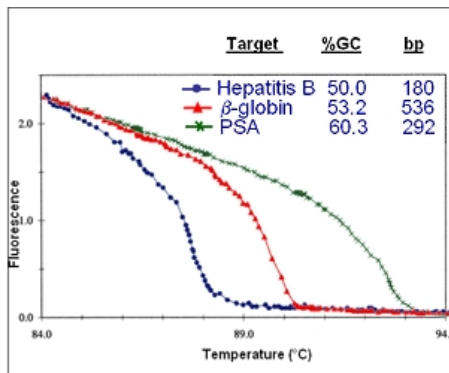 Target %GC bp
Hepatitis B 50.0 180
β-globin 53.2 536
PSA 60.3 292
2.0
1.0
0.0
Fluorescence
84.0 89.0 94.
Temperature (°C)